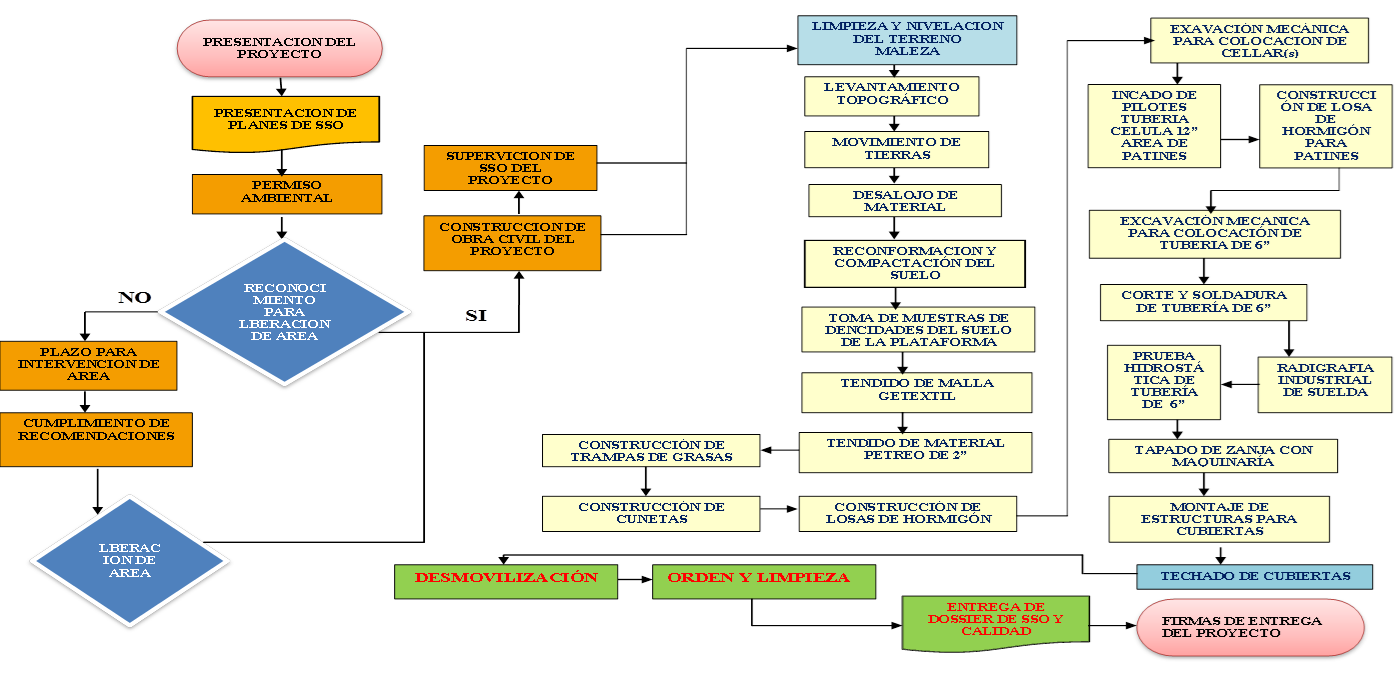 PRESENTACION DEL
PROYECTO
PRESENTACION DE
PLANES DE SSO
PERMISO
AMBIENTAL
RECONOCI
MIENTO
PARA
LBERACION
DE AREA
NO
SI
PLAZO PARA
INTERVENCION DE
AREA
CUMPLIMIENTO DE
RECOMENDACIONES
LBERAC
ION DE
AREA
SUPERVICION DE
SSO DEL
PROYECTO
CONSTRUCCION DE
OBRA CIVIL DEL
PROYECTO
LIMPIEZA Y NIVELACION
DEL TERRENO
MALEZA
LEVANTAMIENTO
TOPOGRÁFICO
MOVIMIENTO DE
TIERRAS
DESALOJO DE
MATERIAL
RECONFORMACION Y
COMPACTACIÓN DEL
SUELO
TOMA DE MUESTRAS DE
DENCIDADES DEL SUELO
DE LA PLATAFORMA
TENDIDO DE MALLA
GETEXTIL
TENDIDO DE MATERIAL
PETREO DE 2”
CONSTRUCCIÓN DE
TRAMPAS DE GRASAS
CONSTRUCCIÓN DE
CUNETAS
CONSTRUCCIÓN DE
LOSAS DE HORMIGÓN
EXAVACIÓN MECÁNICA
PARA COLOCACION DE
CELLAR(s)
INCADO DE
PILOTES
TUBERIA
CELULA 12”
AREA DE
PATINES
CONSTRUCCI
ÓN DE LOSA
DE
HORMIGÓN
PARA
PATINES
EXCAVACIÓN MECANICA
PARA COLOCACIÓN DE
TUBERIA DE 6”
CORTE Y SOLDADURA
DE TUBERÍA DE 6”
RADIGRAFIA
INDUSTRIAL
DE SUELDA
PRUEBA
HIDROSTÁ
TICA DE
TUBERÍA
DE 6”
TAPADO DE ZANJA CON
MAQUINARÍA
MONTAJE DE
ESTRUCTURAS PARA
CUBIERTAS
TECHADO DE CUBIERTAS
DESMOVILIZACIÓN
ORDEN Y LIMPIEZA
ENTREGA DE
DOSSIER DE SSO Y
CALIDAD
FIRMAS DE ENTREGA
DEL PROYECTO